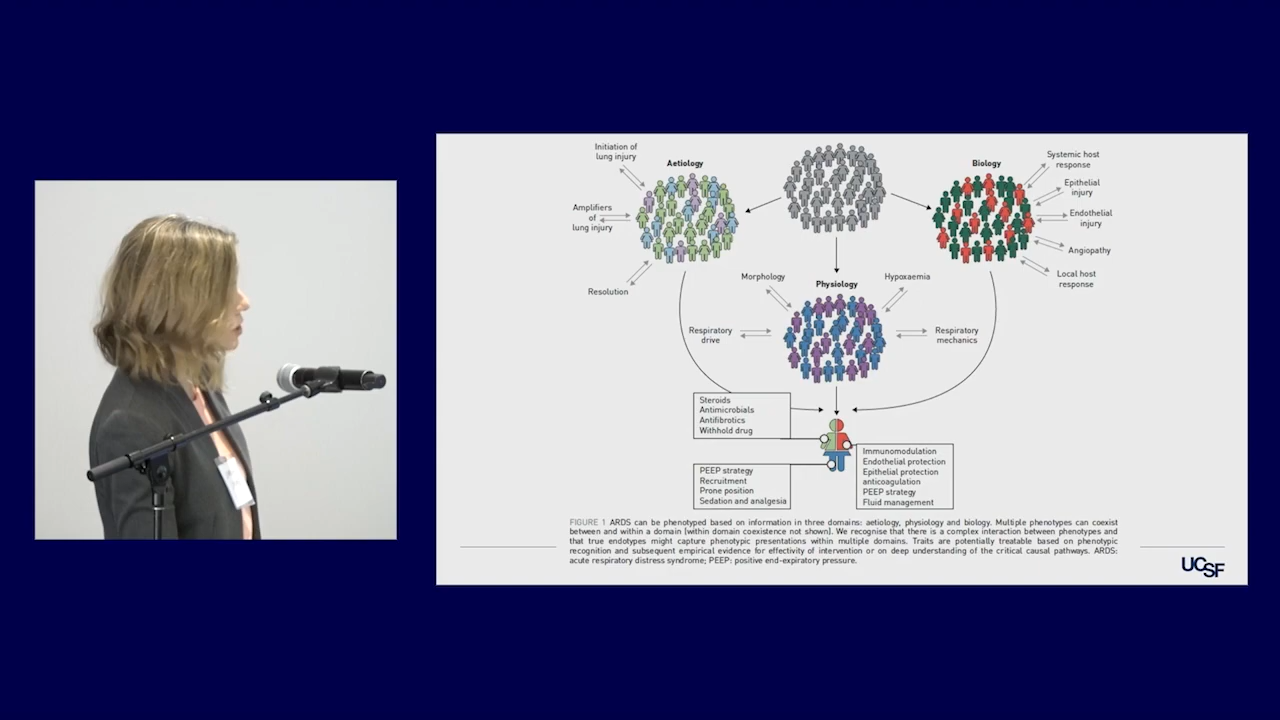 Initiation of
lung injury
Aetiology
Amplifiers
of
lung injury
Resolution
Biology
Systemic host
response
Epithelial
injury
Endothelial
injury
Angiopathy
Local host
response
Morphology
Hypoxaemia
Physiology
Respiratory
drive
Respiratory
mechanics
Steroids
Antimicrobials
Antifibrotics
Withhold drug
PEEP strategy
Recruitment
Prone position
Sedation and analgesia
Immunomodulation
Endothelial protection
Epithelial protection
anticoagulation
PEEP strategy
Fluid management
FIGURE 1 ARDS can be phenotyped based on information in three domains: aetiology, physiology and biology. Multiple phenotypes can coexist
between and within a domain (within domain coexistence not shown). We recognise that there is a complex interaction between phenotypes and
that true endotypes might capture phenotypic presentations within multiple domains. Traits are potentially treatable based on phenotypic
recognition and subsequent empirical evidence for effectivity of intervention or on deep understanding of the critical causal pathways. ARDS:
acute respiratory distress syndrome; PEEP: positive end-expiratory pressure.
UCSF